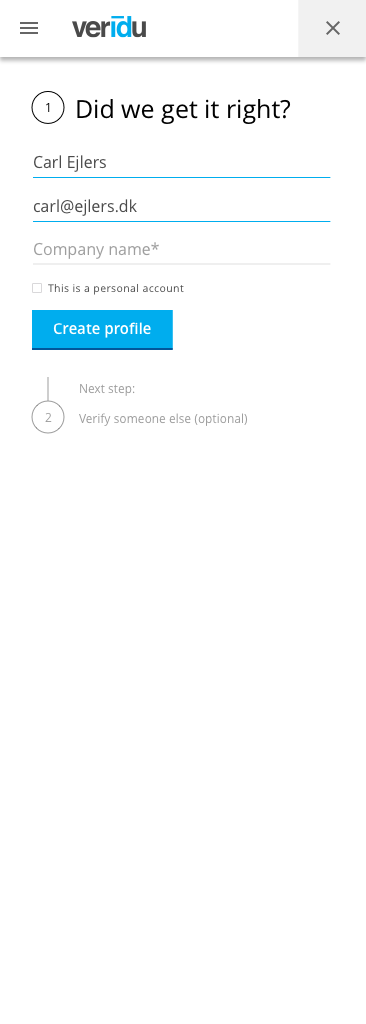 veridu
1 Did we get it right?
Carl Ejlers
carl@ejlers.dk
Company name*
This is a personal account
Create profile
Next step:
2 Verify someone else (optional)